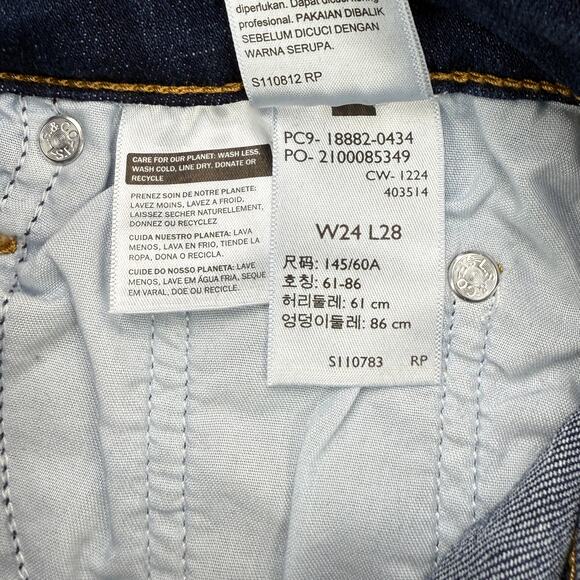 diperlukan. Dapat dicuci kering
profesional. PAKAIAN DIBALIK
SEBELUM DICUCI DENGAN
WARNA SERUPA.
S110812 RP
CARE FOR OUR PLANET: WASH LESS,
WASH COLD, LINE DRY, DONATE OR
RECYCLE
PRENEZ SOIN DE NOTRE PLANETE:
LAVEZ MOINS, LAVEZ A FROID,
LAISSEZ SECHER NATURELLEMENT,
DONNEZ OU RECYCLEZ
CUIDA NUESTRO PLANETA: LAVA
MENOS, LAVA EN FRIO, TIENDE LA
ROPA, DONA O RECICLA
CUIDE DO NOSSO PLANETA: LAVE
MENOS, LAVE EM ÁGUA FRIA, SEQUE
EM VARAL, DOE OU RECICLE.
PC9- 18882-0434
PO- 2100085349
CW- 1224
403514
W24 L28
尺码: 145/60A
호칭: 61-86
허리둘레: 61 cm
엉덩이둘레: 86 cm
S110783 RP